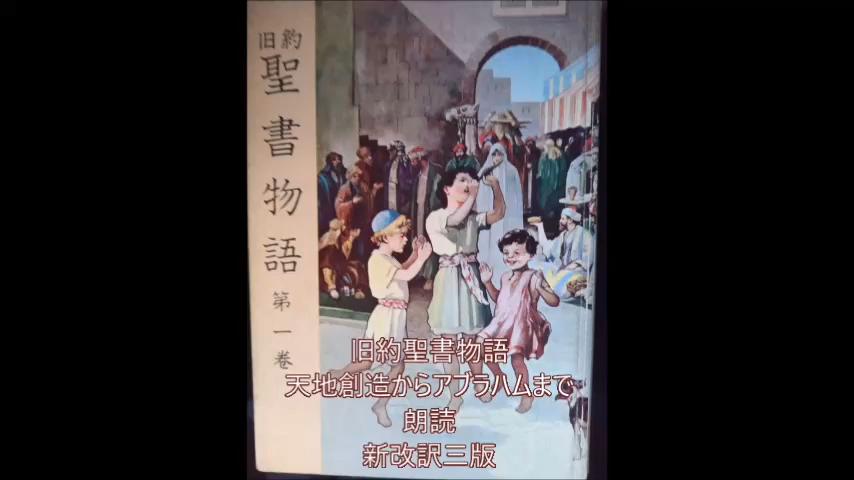 旧約
聖書物語
第一巻
旧約聖書物語
天地創造からアブラハムまで
朗読
新改訳三版